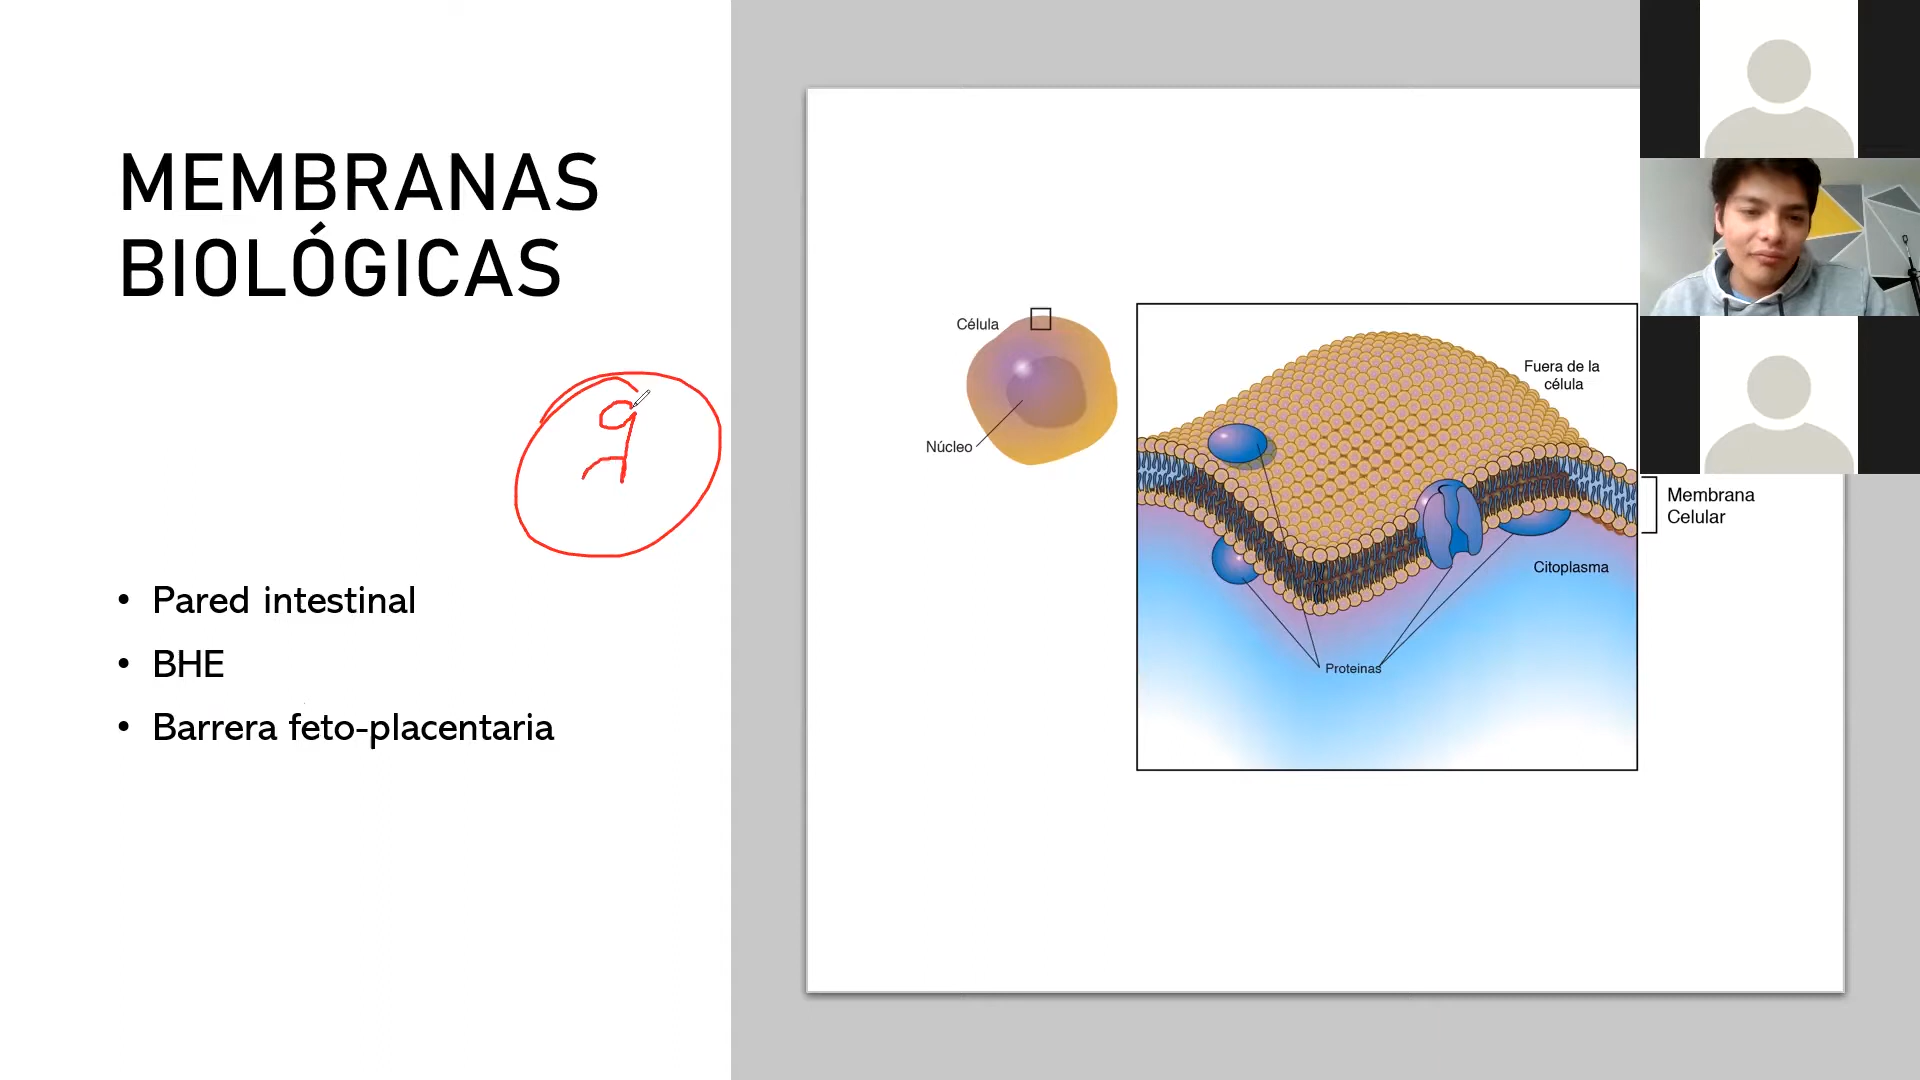 MEMBRANAS
BIOLÓGICAS
• Pared intestinal
• BHE
• Barrera feto-placentaria
Célula
Núcleo
Fuera de la
célula
Membrana
Celular
Citoplasma
Proteinas